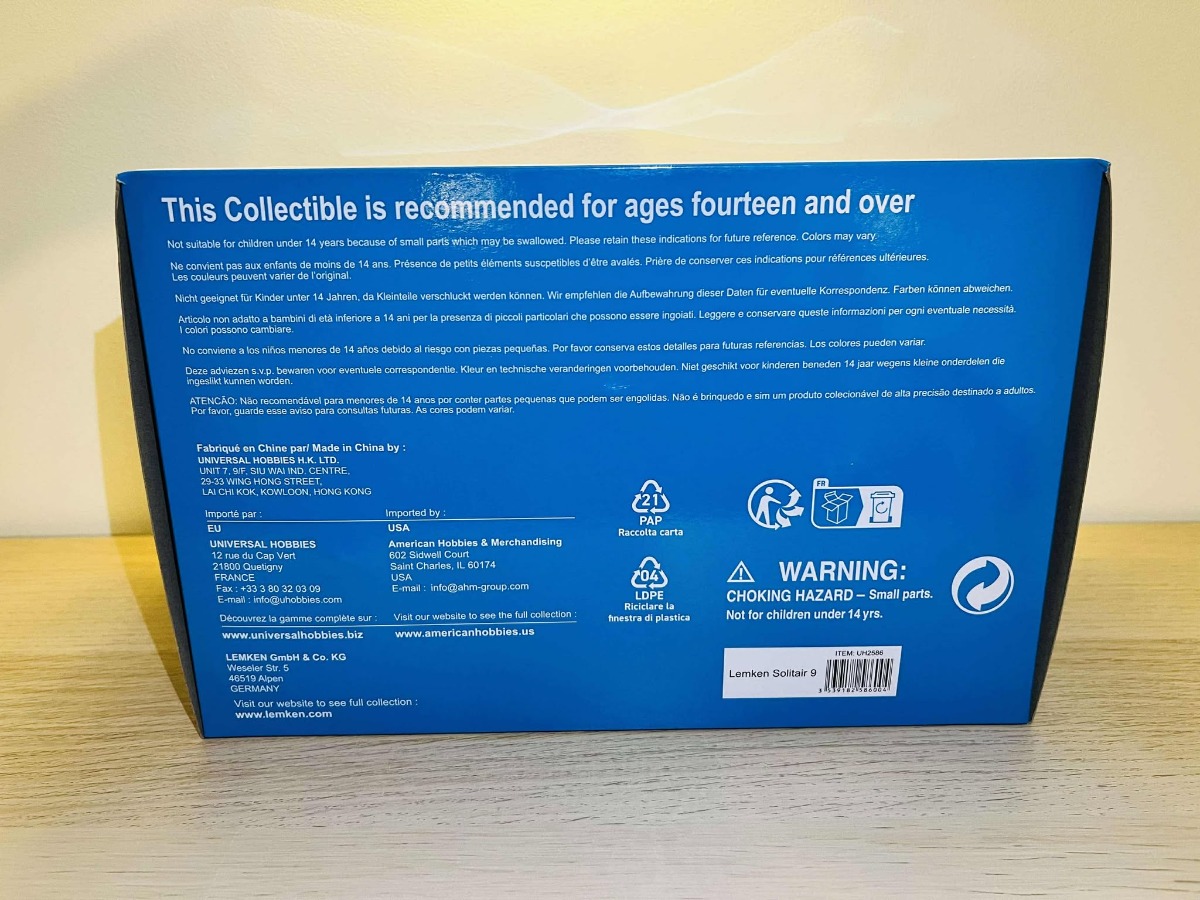 This Collectible is recommended for ages fourteen and over
Not suitable for children under 14 years because of small parts which may be swallowed. Please retain these indications for future reference. Colors may vary.
Ne convient pas aux enfants de moins de 14 ans. Présence de petits éléments suscpetibles d'être avalés. Prière de conserver ces indications pour références ultérieures.
Les couleurs peuvent varier de l'original.
Nicht geeignet für Kinder unter 14 Jahren, da Kleinteile verschluckt werden können. Wir empfehlen die Aufbewahrung dieser Daten für eventuelle Korrespondenz. Farben können abweichen.
Articolo non adatto a bambini di età inferiore a 14 ani per la presenza di piccoli particolari che possono essere ingoiati. Leggere e conservare queste informazioni per ogni eventuale necessità.
I colori possono cambiare.
No conviene a los niños menores de 14 años debido al riesgo con piezas pequeñas. Por favor conserva estos detalles para futuras referencias. Los colores pueden variar.
Deze adviezen s.v.p. bewaren voor eventuele correspondentie. Kleur en technische veranderingen voorbehouden. Niet geschikt voor kinderen beneden 14 jaar wegens kleine onderdelen die
ingeslikt kunnen worden.
ATENCÃO: Não recomendável para menores de 14 anos por conter partes pequenas que podem ser engolidas. Não é brinquedo e sim um produto colecionável de alta precisão destinado a adultos.
Por favor, guarde esse aviso para consultas futuras. As cores podem variar.
Fabriqué en Chine par/ Made in China by :
UNIVERSAL HOBBIES H.K. LTD.
UNIT 7, 9/F, SIU WAI IND. CENTRE,
29-33 WING HONG STREET,
LAI CHI KOK, KOWLOON, HONG KONG
Importé par :
EU
UNIVERSAL HOBBIES
12 rue du Cap Vert
21800 Quetigny
FRANCE
Fax : +33 3 80 32 03 09
E-mail : info@uhobbies.com
Découvrez la gamme complète sur :
www.universalhobbies.biz
Imported by :
USA
American Hobbies & Merchandising
602 Sidwell Court
Saint Charles, IL 60174
USA
E-mail : info@ahm-group.com
Visit our website to see the full collection :
www.americanhobbies.us
LEMKEN GmbH & Co. KG
Weseler Str. 5
46519 Alpen
GERMANY
Visit our website to see full collection :
www.lemken.com
21
PAP
Raccolta carta
04
LDPE
Riciclare la
finestra di plastica
FR
WARNING:
CHOKING HAZARD – Small parts.
Not for children under 14 yrs.
ITEM: UH2586
Lemken Solitair 9
3 539182 586004